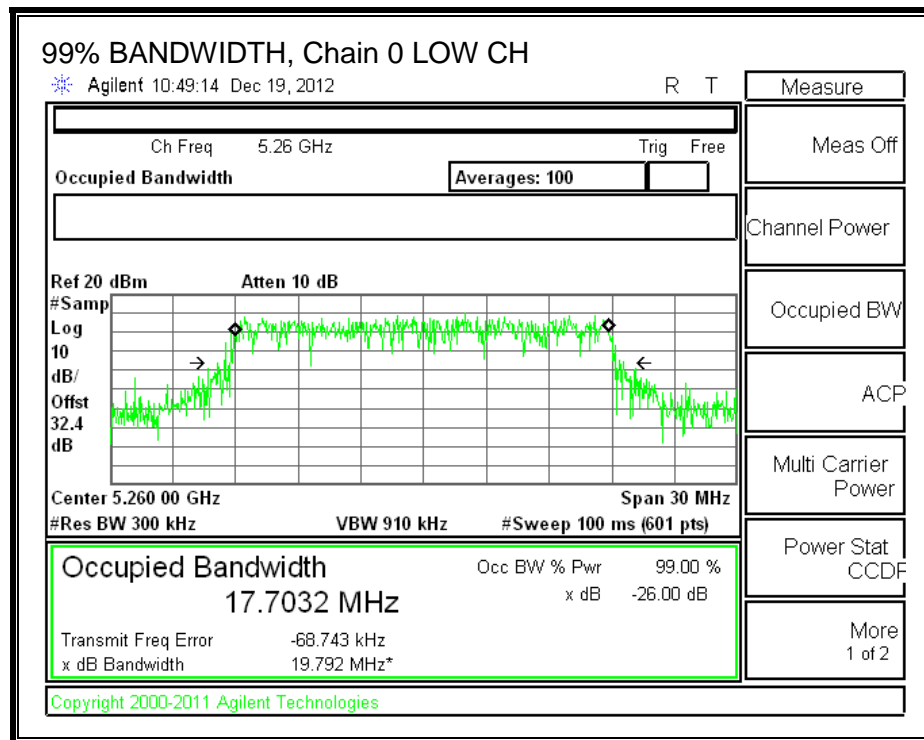 99% BANDWIDTH, Chain 0 LOW CH
Agilent 10:49:14 Dec 19, 2012 R T
Measure
Ch Freq 5.26 GHz Trig Free
Occupied Bandwidth Averages: 100
Meas Off
Channel Power
Occupied BW
ACP
Multi Carrier
Power
Power Stat
CCDF
More
1 of 2
Ref 20 dBm Atten 10 dB
#Samp
Log
10
dB/
Offst
32.4
dB
Center 5.260 00 GHz Span 30 MHz
#Res BW 300 kHz VBW 910 kHz #Sweep 100 ms (601 pts)
Occupied Bandwidth Occ BW % Pwr 99.00 %
17.7032 MHz x dB -26.00 dB
Transmit Freq Error -68.743 kHz
x dB Bandwidth 19.792 MHz*
Copyright 2000-2011 Agilent Technologies